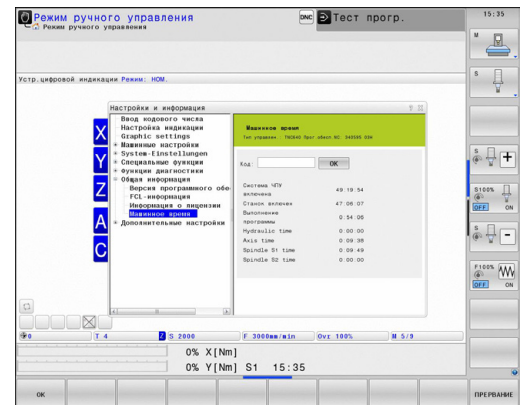 Режим ручного управления
Режим ручного управления
DNC
Тест прогр.
15:35
Устр.цифровой индикации Режим: НОМ.
M
S
Настройки и информация
Ввод кодового числа
Настройка индикации
Graphic settings
Машинные настройки
System-Einstellungen
Специальные функции
Функции диагностики
Общая информация
Версия программного обе
FCL-информация
Информация о лицензии
Машинное время
Дополнительные настройки
Машинное время
Код:
OK
Система ЧПУ
включена 49:19:54
Станок включен 47:06:07
Выполнение
программы 9:54:06
Hydraulic time 0:00:00
Axis time 0:09:38
Spindle S1 time 0:09:49
Spindle S2 time 0:00:00
X
Y
Z
A
C
S
+
S100%
OFF ON
S
-
F100%
OFF ON
0 T 4 Z S 2000 F 3000mm/min Ovr 100% M 5/9
0% X[Nm]
0% Y[Nm] S1 15:35
OK
ПРЕРВАНИЕ